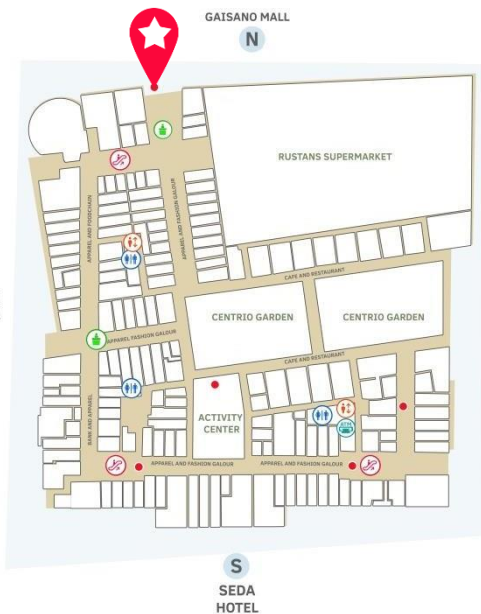 GAISANO MALL
N
RUSTANS SUPERMARKET
APPAREL AND FOODCHAIN
APPAREL AND FASHION GALOUR
CAFE AND RESTAURANT
CENTRIO GARDEN
CENTRIO GARDEN
APPAREL FASHION GALOUR
CAFE AND RESTAURANT
BANK AND APPAREL
ACTIVITY
CENTER
ATM
APPAREL AND FASHION GALOUR
APPAREL AND FASHION GALOUR
S
SEDA
HOTEL